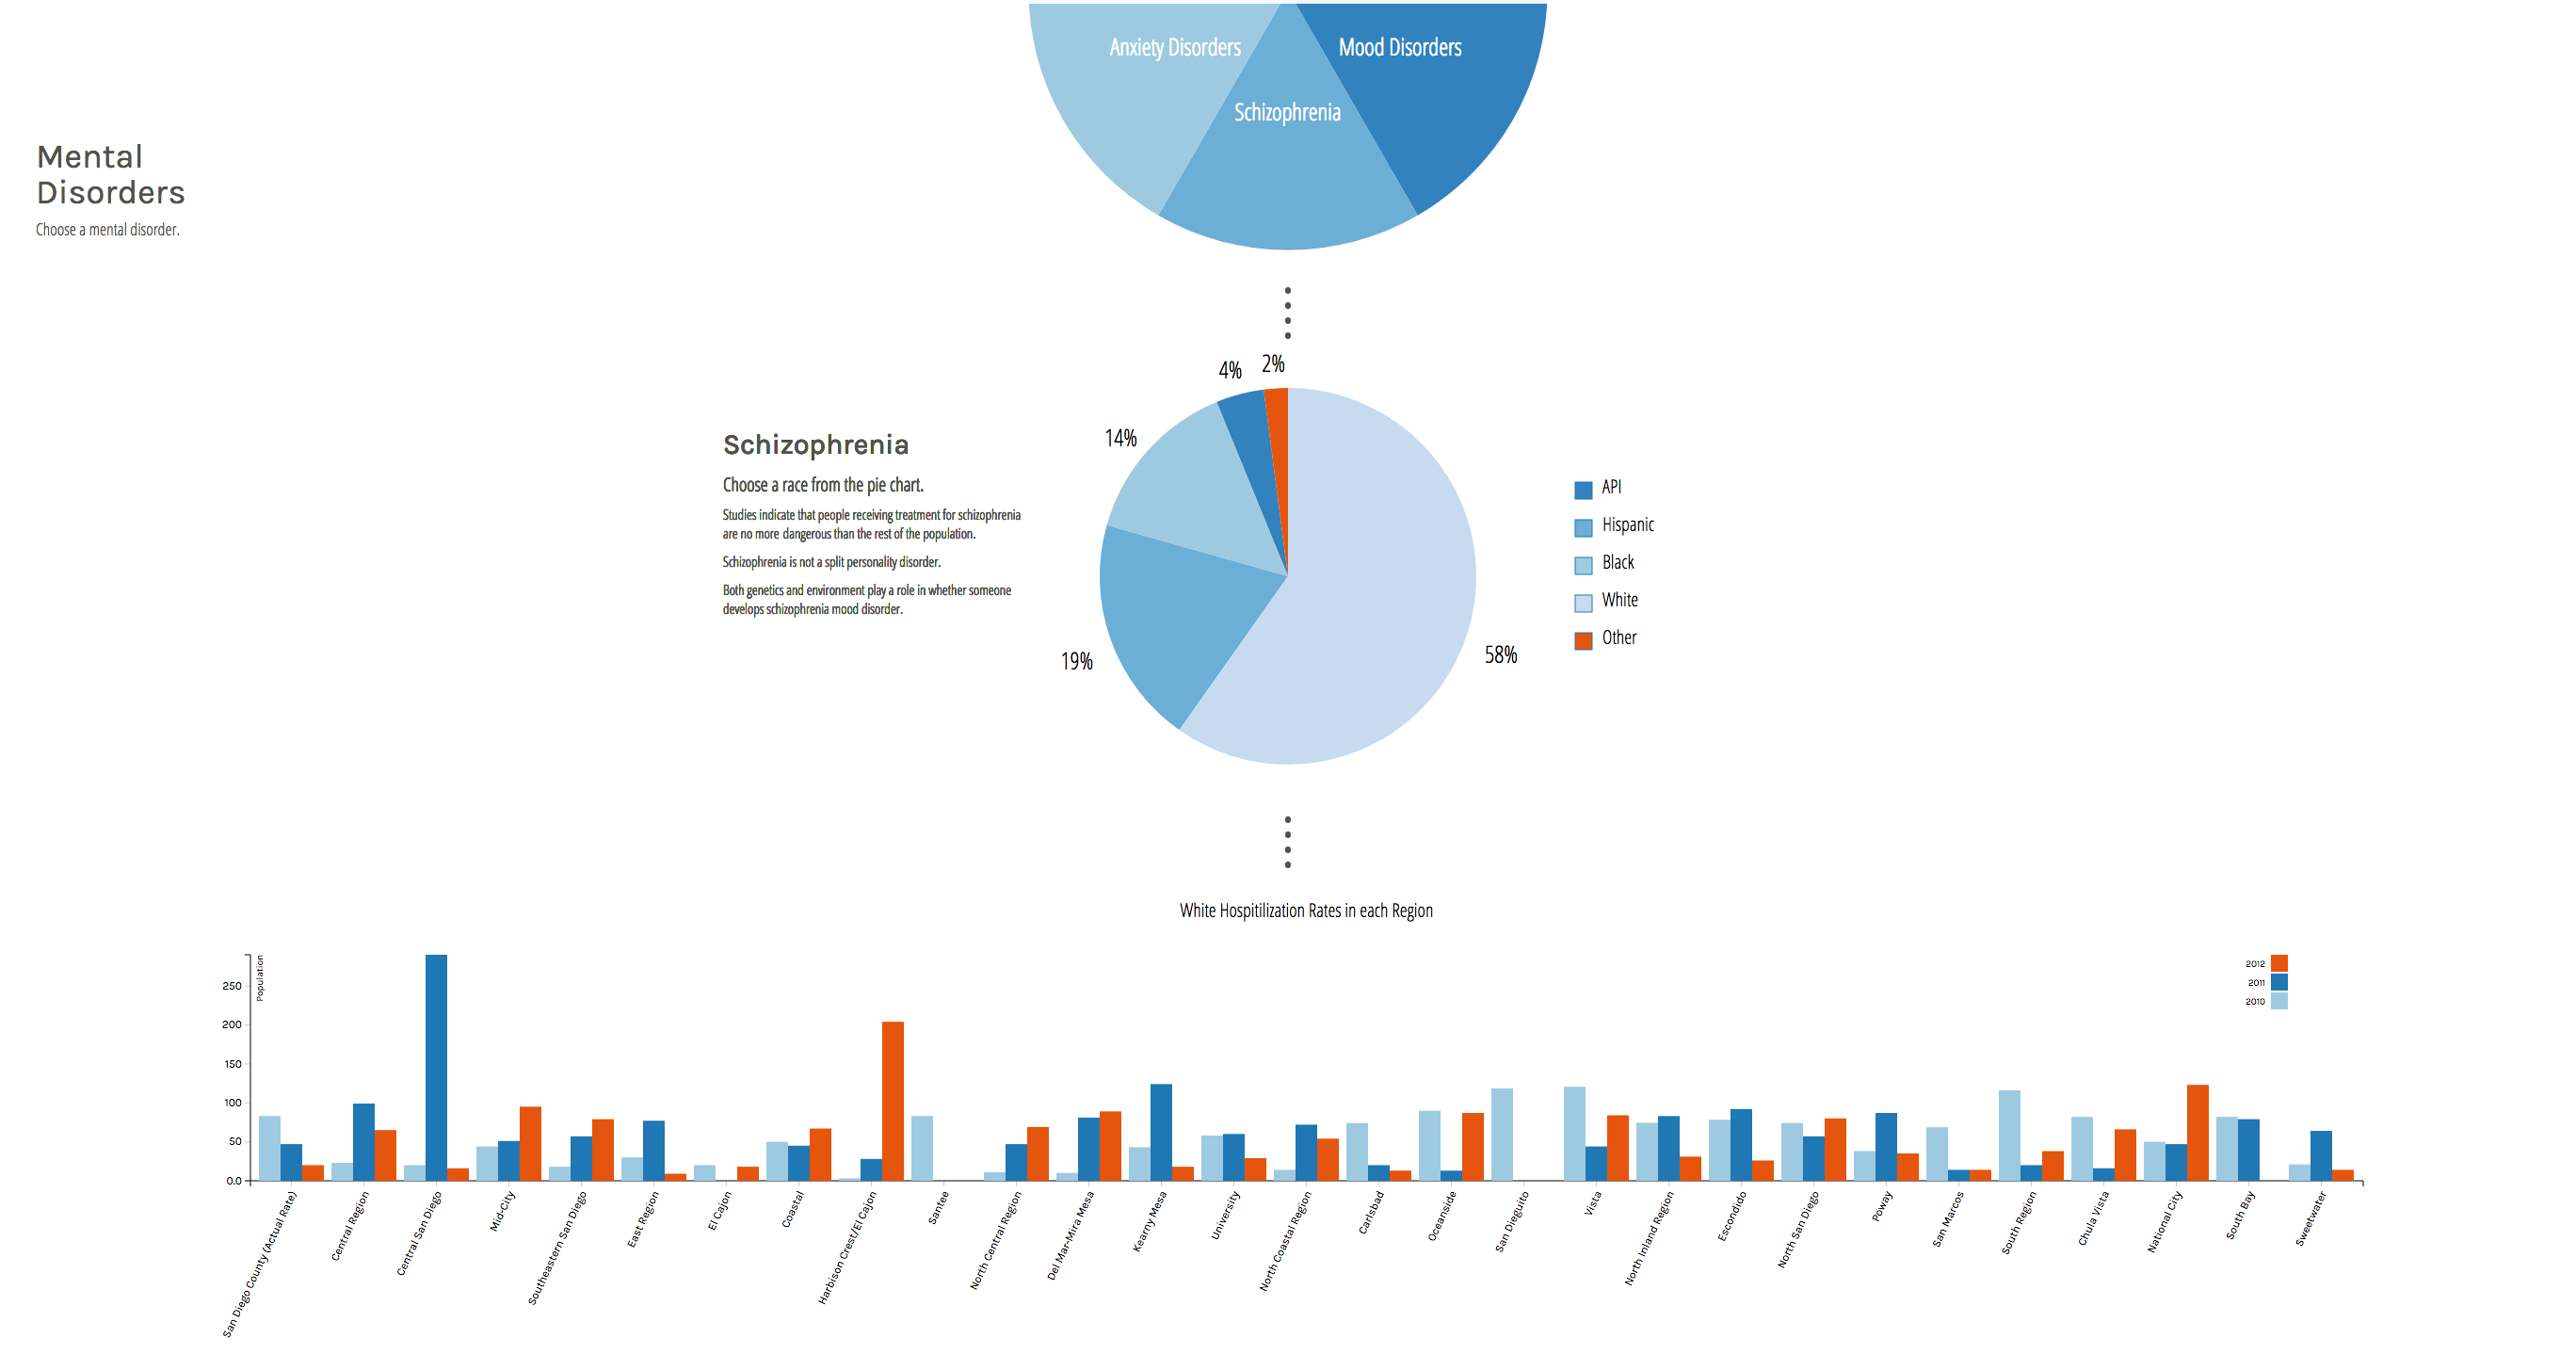 Anxiety Disorders
Mood Disorders
Schizophrenia
Mental
Disorders
Choose a mental disorder.
4%
2%
14%
19%
58%
Schizophrenia
Choose a race from the pie chart.
Studies indicate that people receiving treatment for schizophrenia
are no more dangerous than the rest of the population.
Schizophrenia is not a split personality disorder.
Both genetics and environment play a role in whether someone
develops schizophrenia mood disorder.
API
Hispanic
Black
White
Other
White Hospitilization Rates in each Region
Population
250
200
150
100
50
0.0
2012
2011
2010
San Diego County (Actual Rate)
Central Region
Central San Diego
Mid-City
Southeastern San Diego
East Region
El Cajon
Coastal
Harbison Crest/El Cajon
Santee
North Central Region
Del Mar-Mira Mesa
Kearny Mesa
University
North Coastal Region
Carlsbad
Oceanside
San Dieguito
Vista
North Inland Region
Escondido
North San Diego
Poway
San Marcos
South Region
Chula Vista
National City
South Bay
Sweetwater